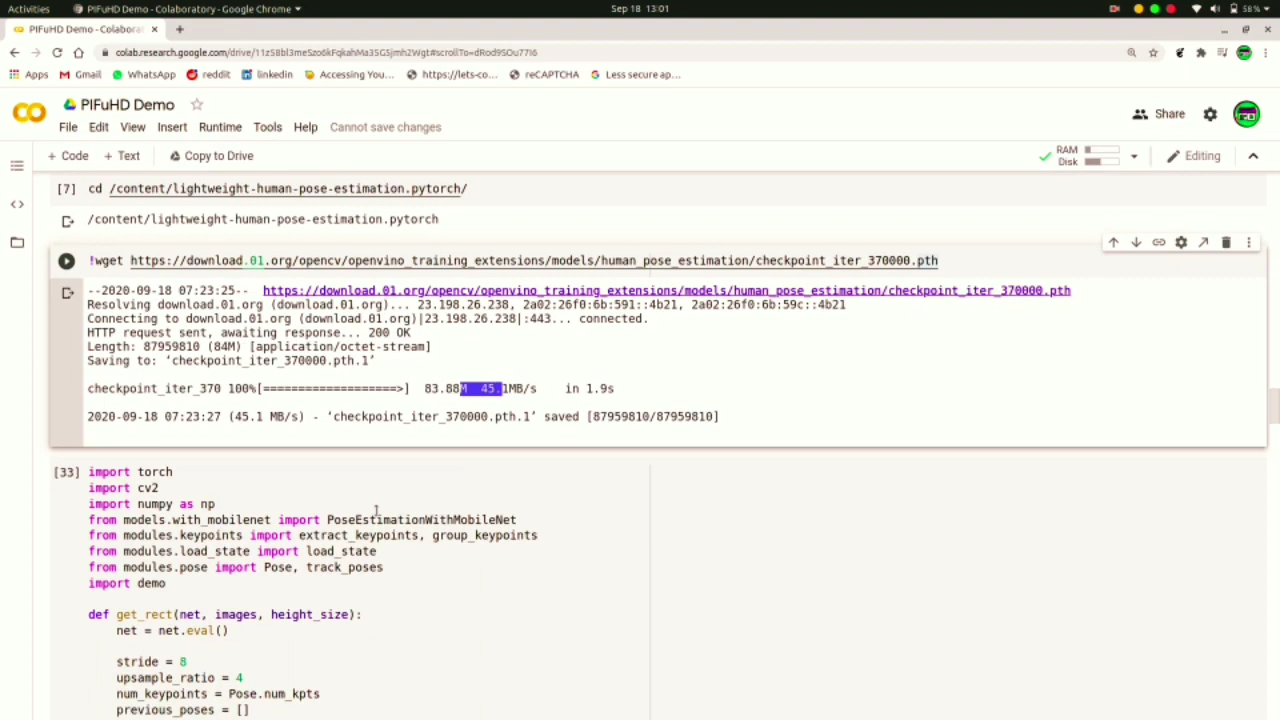 Activities PIFuHD Demo - Colaboratory - Google Chrome Sep 18 13:01 58%
PIFuHD Demo - Colabora
colab.research.google.com/drive/
Apps Gmail WhatsApp reddit linkedin Accessing You... https://lets-co... reCAPTCHA Less secure ap...
PIFuHD Demo
Share
File Edit View Insert Runtime Tools Help Cannot save changes
+ Code + Text Copy to Drive RAM Disk Editing
[7] cd /content/lightweight-human-pose-estimation.pytorch/
/content/lightweight-human-pose-estimation.pytorch
!wget https://download.01.org/opencv/openvino_training_extensions/models/human_pose_estimation/checkpoint_iter_370000.pth
--2020-09-18 07:23:25-- https://download.01.org/opencv/openvino_training_extensions/models/human_pose_estimation/checkpoint_iter_370000.pth
Resolving download.01.org (download.01.org)... 23.198.26.238, 2a02:26f0:6b:591::4b21, 2a02:26f0:6b:59c::4b21
Connecting to download.01.org (download.01.org)|23.198.26.238|:443... connected.
HTTP request sent, awaiting response... 200 OK
Length: 87959810 (84M) [application/octet-stream]
Saving to: ‘checkpoint_iter_370000.pth.1’
checkpoint_iter_370 100%[===================>] 83.88M 45.1MB/s in 1.9s
2020-09-18 07:23:27 (45.1 MB/s) - ‘checkpoint_iter_370000.pth.1’ saved [87959810/87959810]
[33] import torch
import cv2
import numpy as np
from models.with_mobilenet import PoseEstimationWithMobileNet
from modules.keypoints import extract_keypoints, group_keypoints
from modules.load_state import load_state
from modules.pose import Pose, track_poses
import demo
def get_rect(net, images, height_size):
net = net.eval()
stride = 8
upsample_ratio = 4
num_keypoints = Pose.num_kpts
previous_poses = []